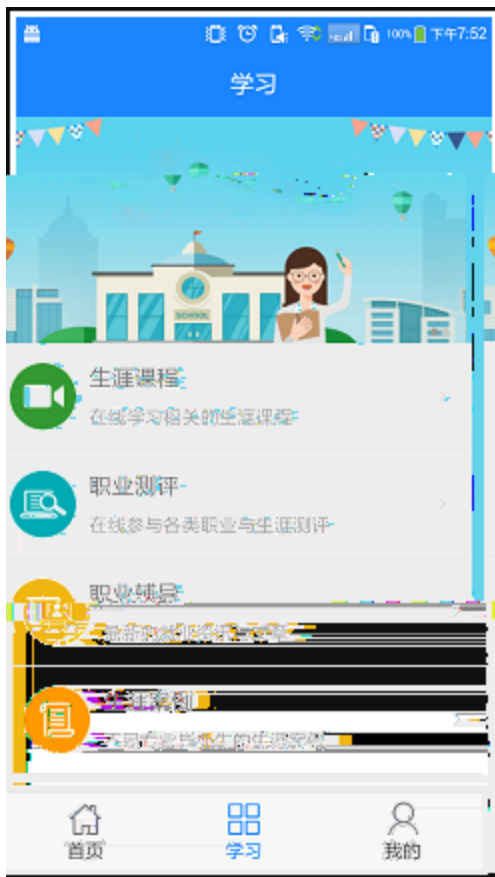 100% 下午7:52
学习
SCHOOL
生涯课程
在线学习相关的生涯课程
职业测评
在线参与各类职业与生涯测评
职业辅导
首页
学习
我的